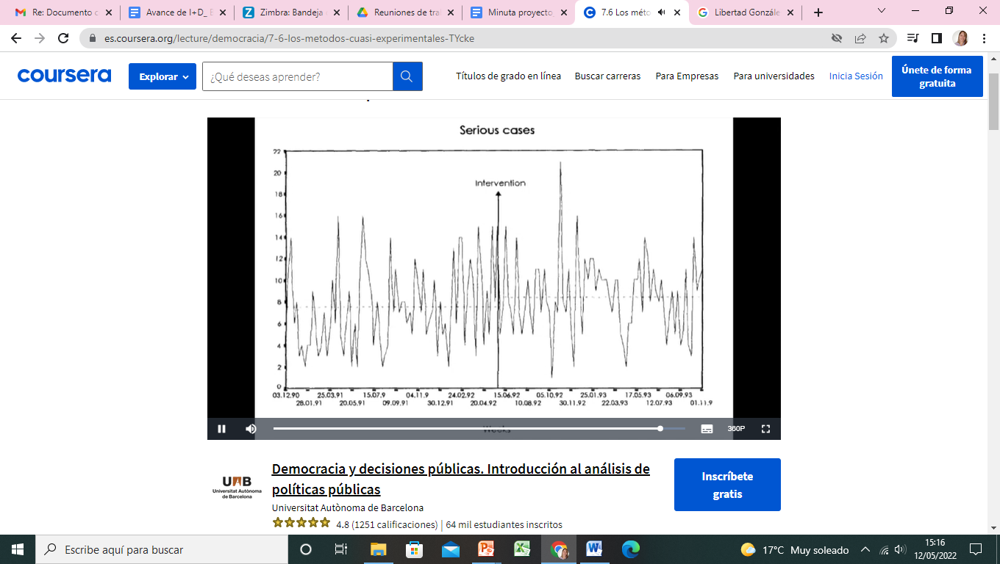 Re: Documento c
Avance de I+D_ E
Zimbra: Bandeja
Reuniones de tra
Minuta proyecto
7.6 Los méto
Libertad Gonzále
es.coursera.org/lecture/democracia/7-6-los-metodos-cuasi-experimentales-TYcke
coursera
Explorar
¿Qué deseas aprender?
Títulos de grado en línea
Buscar carreras
Para Empresas
Para universidades
Inicia Sesión
Únete de forma
gratuita
Serious cases
22
20
Intervention
18
16
14
12
10
8
6
4
2
0
03.12.90 25.03.91 15.07.9 04.11.9 24.02.92 15.06.92 05.10.92 25.01.93 17.05.93 06.09.93
28.01.91 20.05.91 09.09.91 30.12.91 20.04.92 10.08.92 30.11.92 22.03.93 12.07.93 01.11.9
Weeks
360P
UAB
Universitat Autònoma
de Barcelona
Democracia y decisiones públicas. Introducción al análisis de
políticas públicas
Universitat Autònoma de Barcelona
4.8 (1251 calificaciones) | 64 mil estudiantes inscritos
Inscríbete
gratis
Escribe aquí para buscar
17°C Muy soleado
15:16
12/05/2022